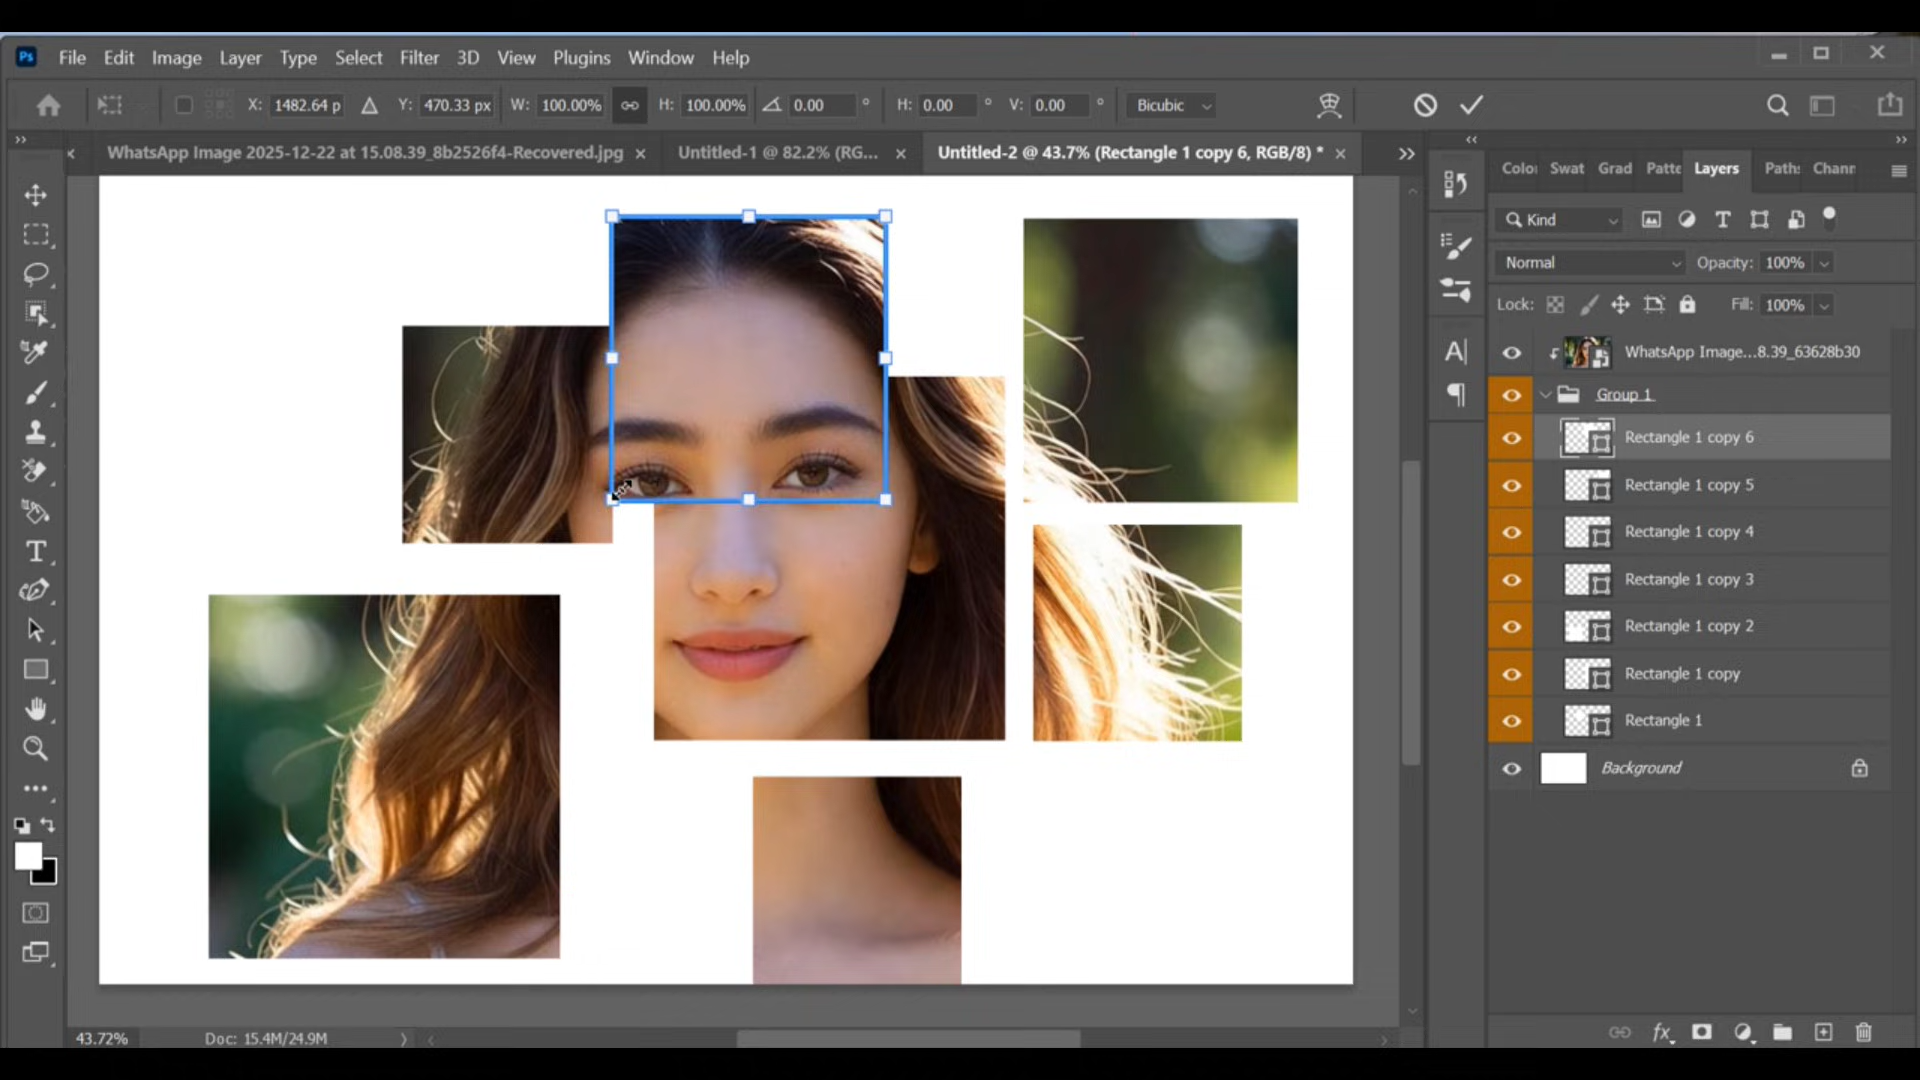 Ps File Edit Image Layer Type Select Filter 3D View Plugins Window Help
X: 1482.64 p Y: 470.33 px W: 100.00% H: 100.00% 0.00 ° H: 0.00 ° V: 0.00 ° Bicubic
WhatsApp Image 2025-12-22 at 15.08.39_8b2526f4-Recovered.jpg × Untitled-1 @ 82.2% (RG... × Untitled-2 @ 43.7% (Rectangle 1 copy 6, RGB/8) * ×
Color Swat Grad Patte Layers Paths Chann
Kind
Normal Opacity: 100%
Lock: Fill: 100%
WhatsApp Image...8.39_63628b30
Group 1
Rectangle 1 copy 6
Rectangle 1 copy 5
Rectangle 1 copy 4
Rectangle 1 copy 3
Rectangle 1 copy 2
Rectangle 1 copy
Rectangle 1
Background
43.72% Doc: 15.4M/24.9M